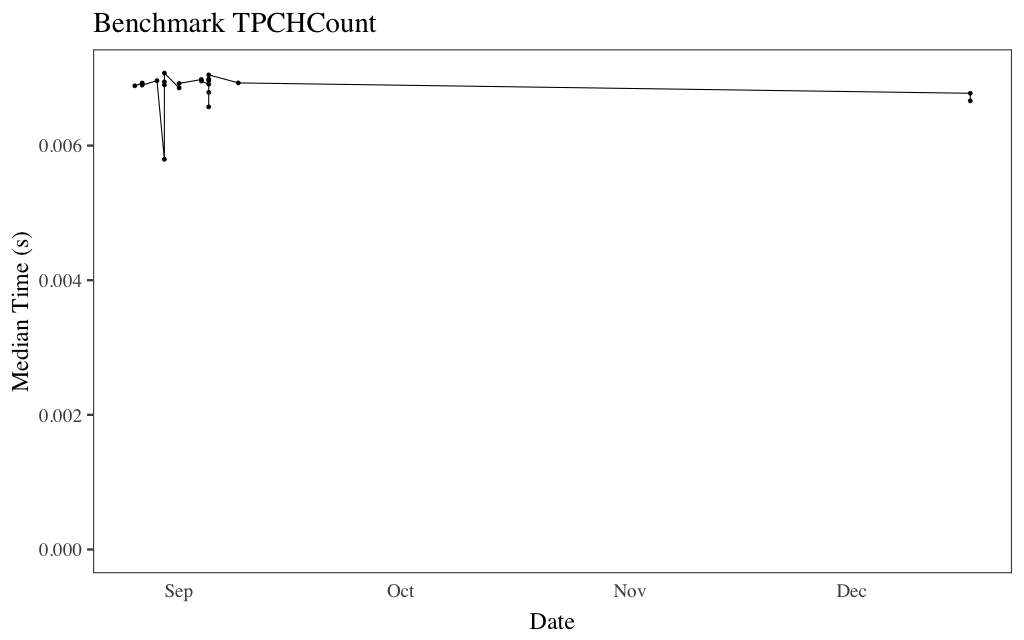 Benchmark TPCHCount
Median Time (s)
0.006
0.004
0.002
0.000
Sep Oct Nov Dec
Date